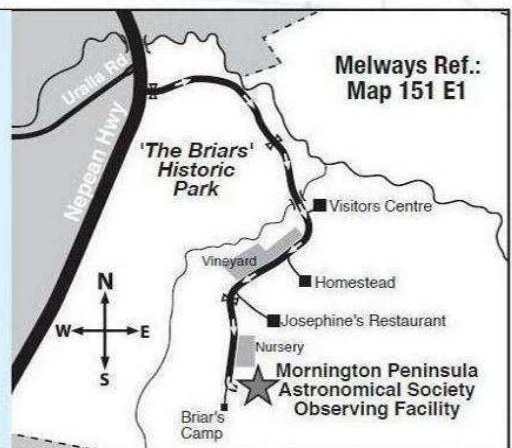 Melways Ref.:
Map 151 E1
Uralla Rd
Nepean Hwy
'The Briars'
Historic
Park
Visitors Centre
Vineyard
Homestead
Josephine's Restaurant
Nursery
Mornington Peninsula
Astronomical Society
Observing Facility
Briar's
Camp
N
W E
S